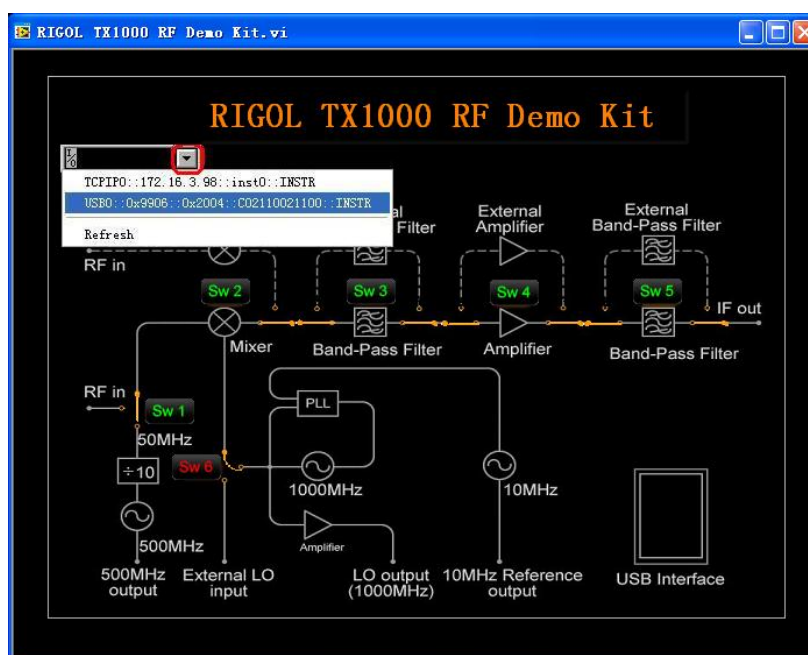 RIGOL TX1000 RF Demo Kit.vi
RIGOL TX1000 RF Demo Kit
I/O
TCPIP0::172.16.3.98::inst0::INSTR
USB0::0x9906::0x2004::C02110021100::INSTR
Refresh
al
Filter
External
Amplifier
External
Band-Pass Filter
RF in
Sw 2
Sw 3
Sw 4
Sw 5
IF out
Mixer
Band-Pass Filter
Amplifier
Band-Pass Filter
RF in
Sw 1
PLL
50MHz
÷10
Sw 6
1000MHz
10MHz
500MHz
Amplifier
500MHz
output
External LO
input
LO output
(1000MHz)
10MHz Reference
output
USB Interface